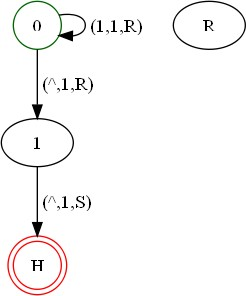 0 (1,1,R) R
(^,1,R)
1
(^,1,S)
H